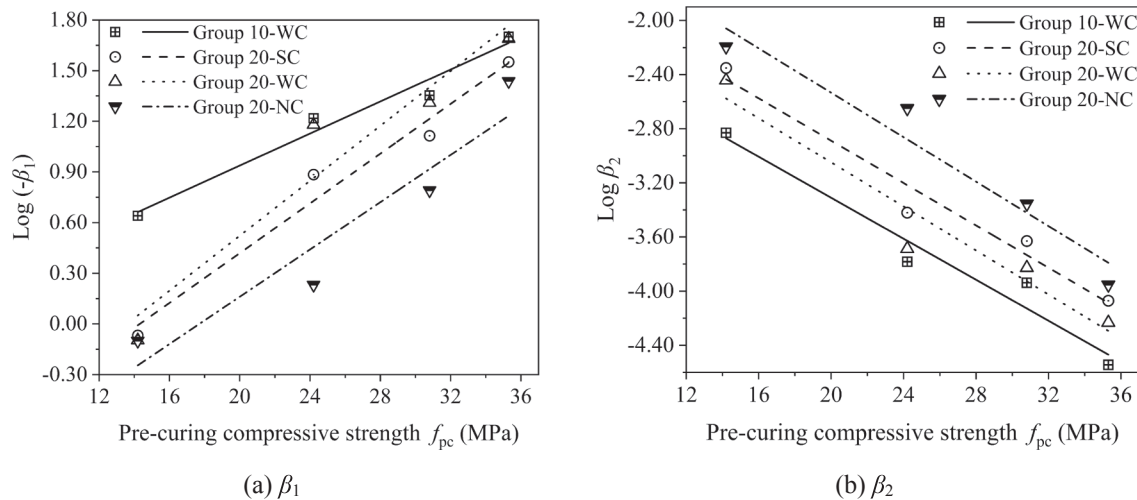 1.80
1.50
1.20
0.90
0.60
0.30
0.00
-0.30
Log (-β₁)
Group 10-WC
Group 20-SC
Group 20-WC
Group 20-NC
12 16 20 24 28 32 36
Pre-curing compressive strength fpc (MPa)
(a) β₁
-2.00
-2.40
-2.80
-3.20
-3.60
-4.00
-4.40
Log β₂
Group 10-WC
Group 20-SC
Group 20-WC
Group 20-NC
12 16 20 24 28 32 36
Pre-curing compressive strength fpc (MPa)
(b) β₂